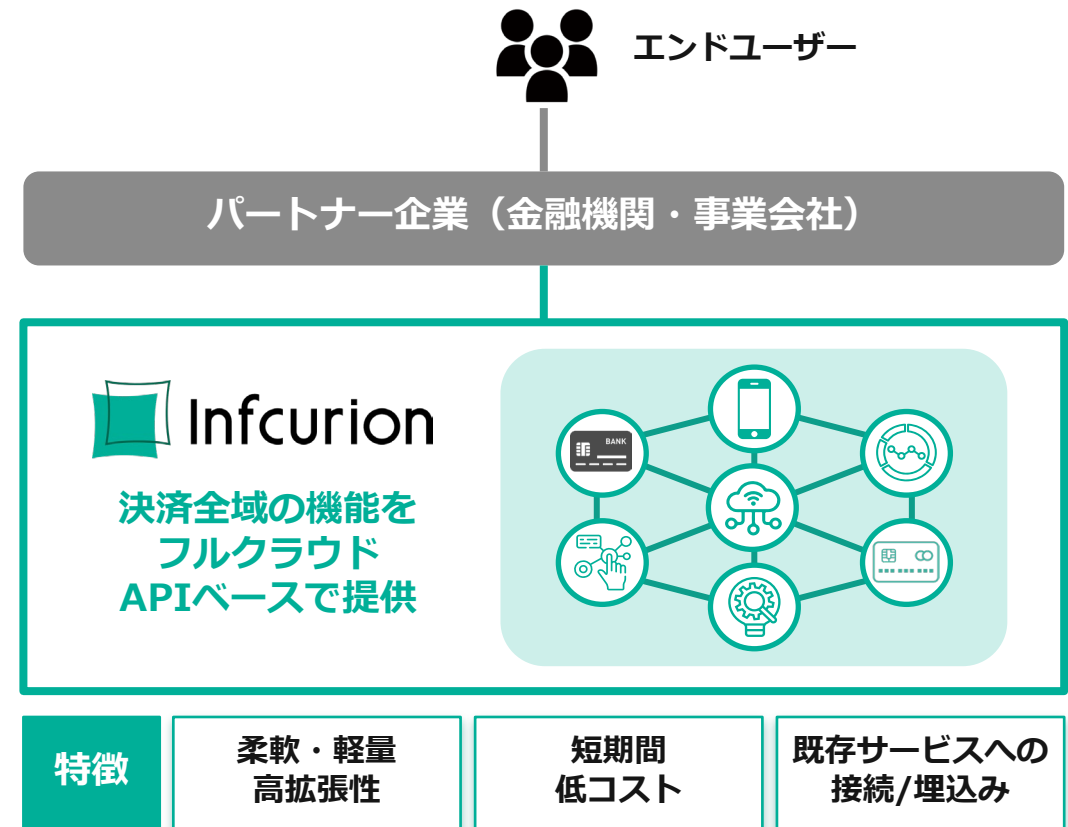 エンドユーザー
パートナー企業（金融機関・事業会社）
Infcurion
決済全域の機能を
フルクラウド
APIベースで提供
BANK
特徴
柔軟・軽量
高拡張性
短期間
低コスト
既存サービスへの
接続/埋込み